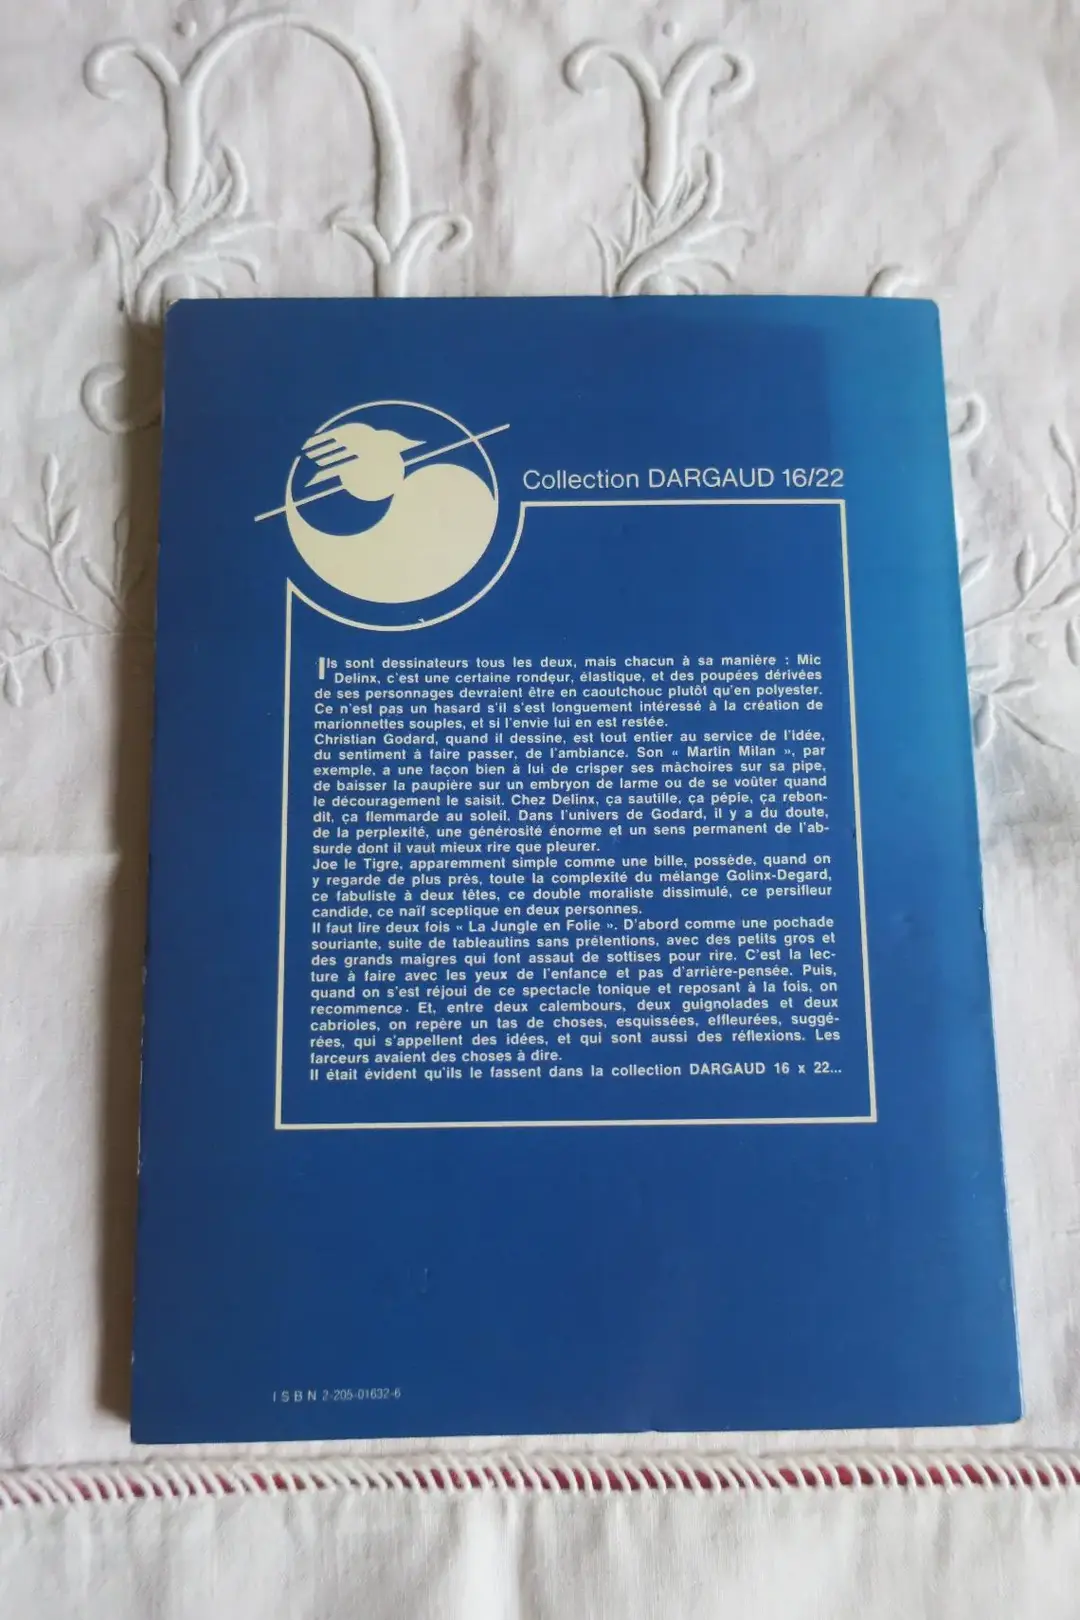 Collection DARGAUD 16/22
Ils sont dessinateurs tous les deux, mais chacun à sa manière : Mic
Delinx, c'est une certaine rondeur, élastique, et des poupées dérivées
de ses personnages devraient être en caoutchouc plutôt qu'en polyester.
Ce n'est pas un hasard s'il s'est longuement intéressé à la création de
marionnettes souples, et si l'envie lui en est restée.
Christian Godard, quand il dessine, est tout entier au service de l'idée,
du sentiment à faire passer, de l'ambiance. Son « Martin Milan », par
exemple, a une façon bien à lui de crisper ses mâchoires sur sa pipe,
de baisser la paupière sur un embryon de larme ou de se voûter quand
le découragement le saisit. Chez Delinx, ça sautille, ça pépie, ça rebon-
dit, ça flemmarde au soleil. Dans l'univers de Godard, il y a du doute,
de la perplexité, une générosité énorme et un sens permanent de l'ab-
surde dont il vaut mieux rire que pleurer.
Joe le Tigre, apparemment simple comme une bille, possède, quand on
y regarde de plus près, toute la complexité du mélange Golinx-Degard,
ce fabuliste à deux têtes, ce double moraliste dissimulé, ce persifleur
candide, ce naïf sceptique en deux personnes.
Il faut lire deux fois « La Jungle en Folie ». D'abord comme une pochade
souriante, suite de tableautins sans prétentions, avec des petits gros et
des grands maigres qui font assaut de sottises pour rire. C'est la lec-
ture à faire avec les yeux de l'enfance et pas d'arrière-pensée. Puis,
quand on s'est réjoui de ce spectacle tonique et reposant à la fois, on
recommence. Et, entre deux calembours, deux guignolades et deux
cabrioles, on repère un tas de choses, esquissées, effleurées, suggé-
rées, qui s'appellent des idées, et qui sont aussi des réflexions. Les
farceurs avaient des choses à dire.
Il était évident qu'ils le fassent dans la collection DARGAUD 16 x 22...
ISBN 2-205-01632-6